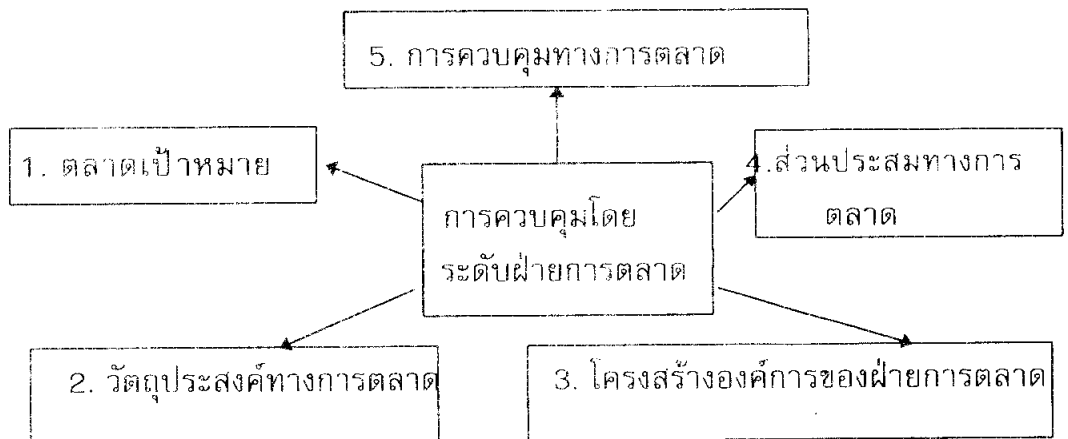 5. การควบคุมทางการตลาด
1. ตลาดเป้าหมาย
4.ส่วนประสมทางการ
ตลาด
การควบคุมโดย
ระดับฝ่ายการตลาด
2. วัตถุประสงค์ทางการตลาด
3. โครงสร้างองค์การของฝ่ายการตลาด